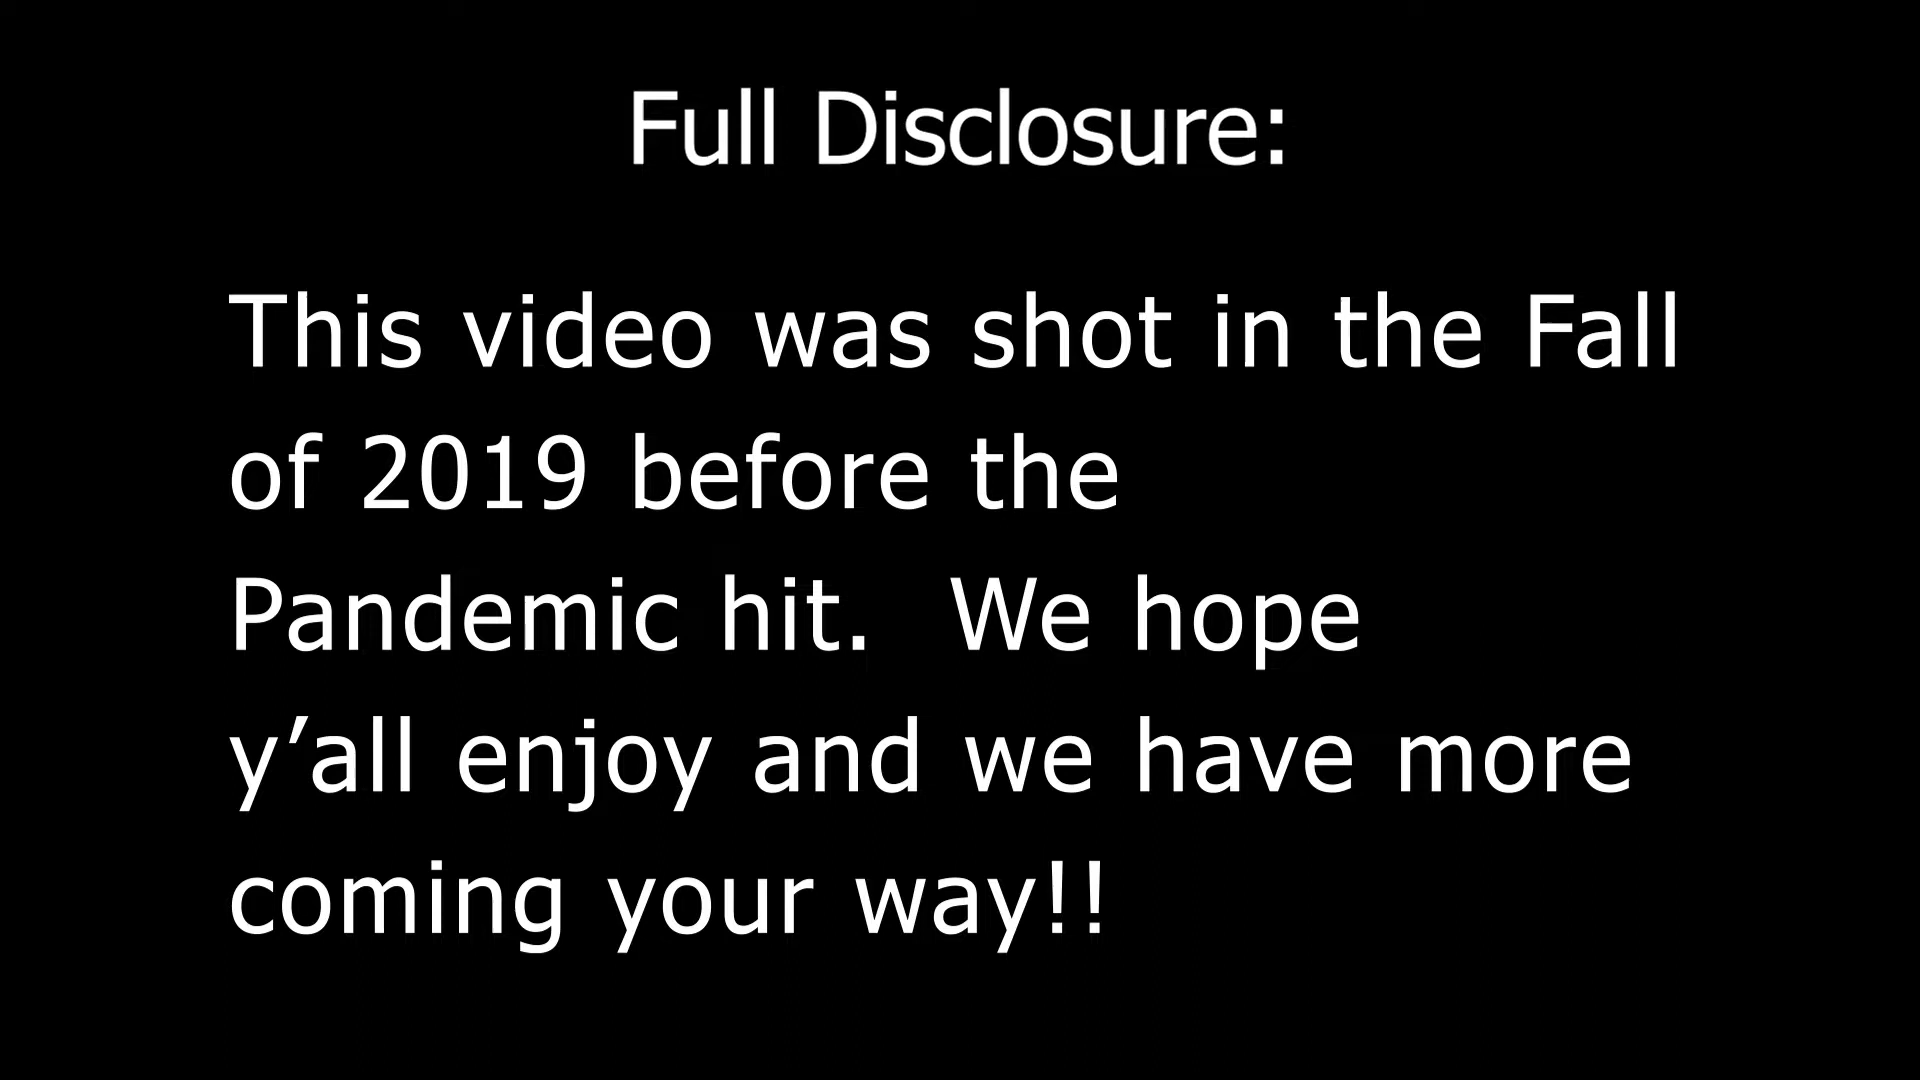 Full Disclosure:
This video was shot in the Fall
of 2019 before the
Pandemic hit.  We hope
y’all enjoy and we have more
coming your way!!